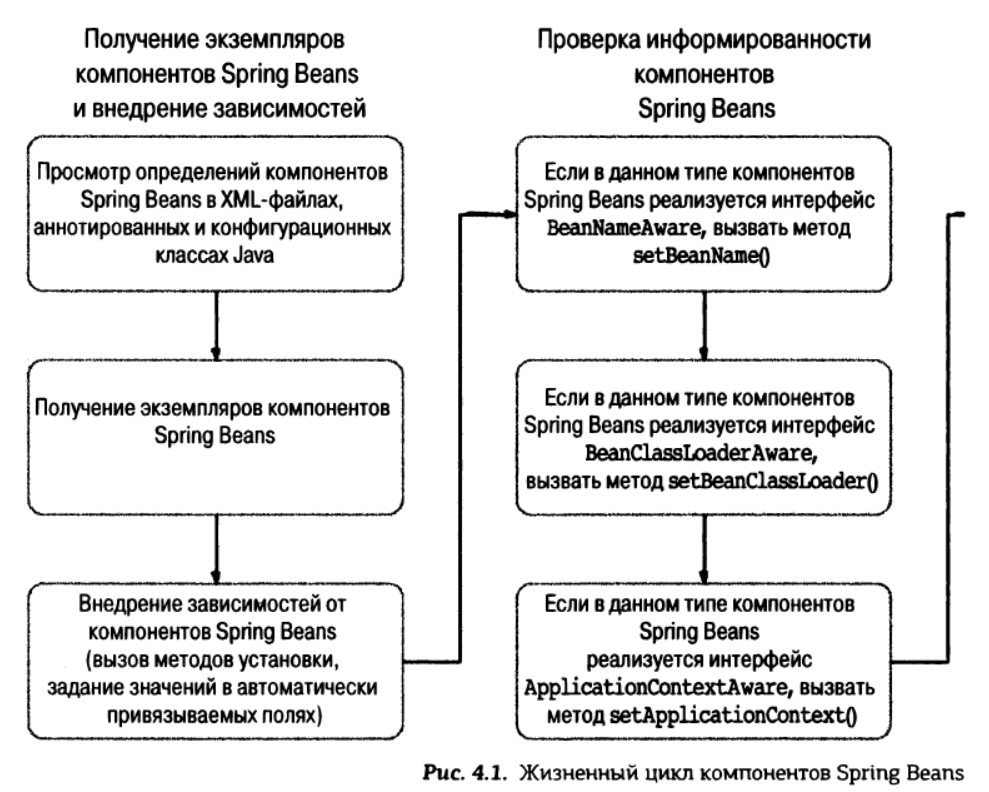 Получение экземпляров
компонентов Spring Beans
и внедрение зависимостей
Просмотр определений компонентов
Spring Beans в XML-файлах,
аннотированных и конфигурационных
классах Java
Получение экземпляров компонентов
Spring Beans
Внедрение зависимостей от
компонентов Spring Beans
(вызов методов установки,
задание значений в автоматически
привязываемых полях)
Проверка информированности
компонентов
Spring Beans
Если в данном типе компонентов
Spring Beans реализуется интерфейс
BeanNameAware, вызвать метод
setBeanName()
Если в данном типе компонентов
Spring Beans реализуется интерфейс
BeanClassLoaderAware,
вызвать метод setBeanClassLoader()
Если в данном типе компонентов
Spring Beans
реализуется интерфейс
ApplicationContextAware, вызвать
метод setApplicationContext()
Рис. 4.1. Жизненный цикл компонентов Spring Beans